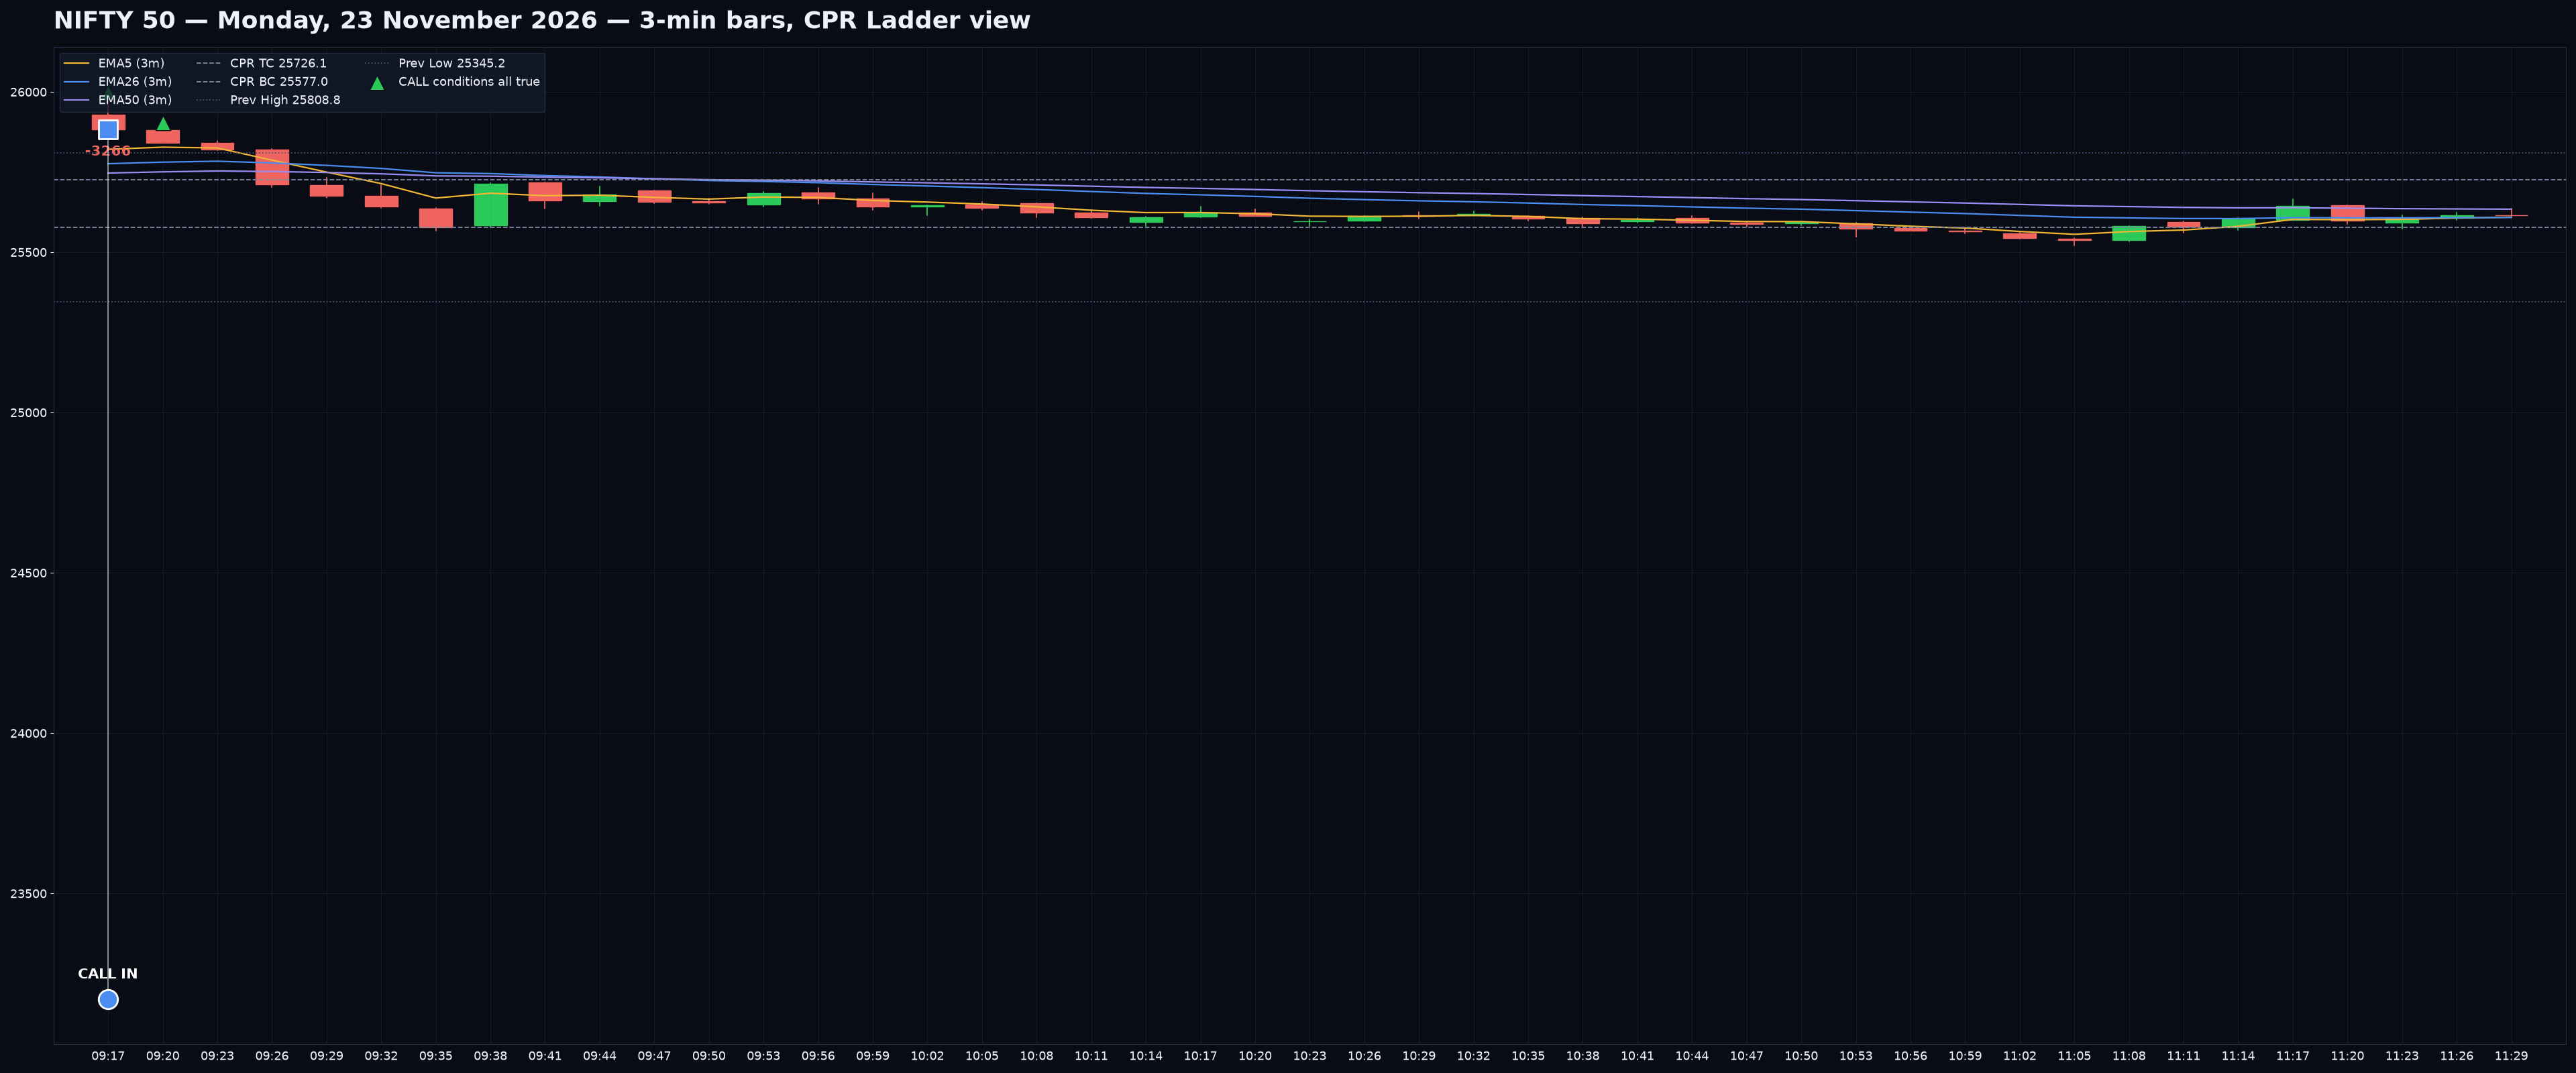 NIFTY 50 — Monday, 23 November 2026 — 3-min bars, CPR Ladder view
EMA5 (3m)
EMA26 (3m)
EMA50 (3m)
CPR TC 25726.1
CPR BC 25577.0
Prev High 25808.8
Prev Low 25345.2
CALL conditions all true
26000
25500
25000
24500
24000
23500
-3266
CALL IN
09:17 09:20 09:23 09:26 09:29 09:32 09:35 09:38 09:41 09:44 09:47 09:50 09:53 09:56 09:59 10:02 10:05 10:08 10:11 10:14 10:17 10:20 10:23 10:26 10:29 10:32 10:35 10:38 10:41 10:44 10:47 10:50 10:53 10:56 10:59 11:02 11:05 11:08 11:11 11:14 11:17 11:20 11:23 11:26 11:29